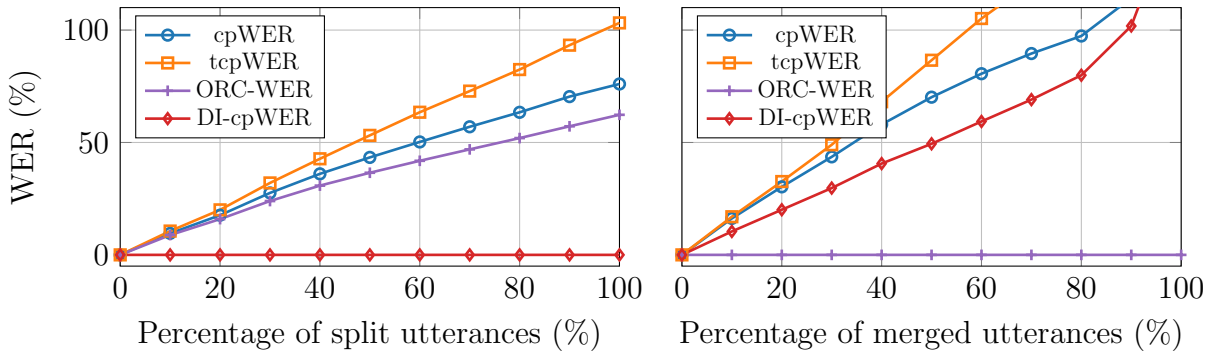 WER (%)
100
50
0
cpWER
tcpWER
ORC-WER
DI-cpWER
0 20 40 60 80 100
Percentage of split utterances (%)
cpWER
tcpWER
ORC-WER
DI-cpWER
0 20 40 60 80 100
Percentage of merged utterances (%)